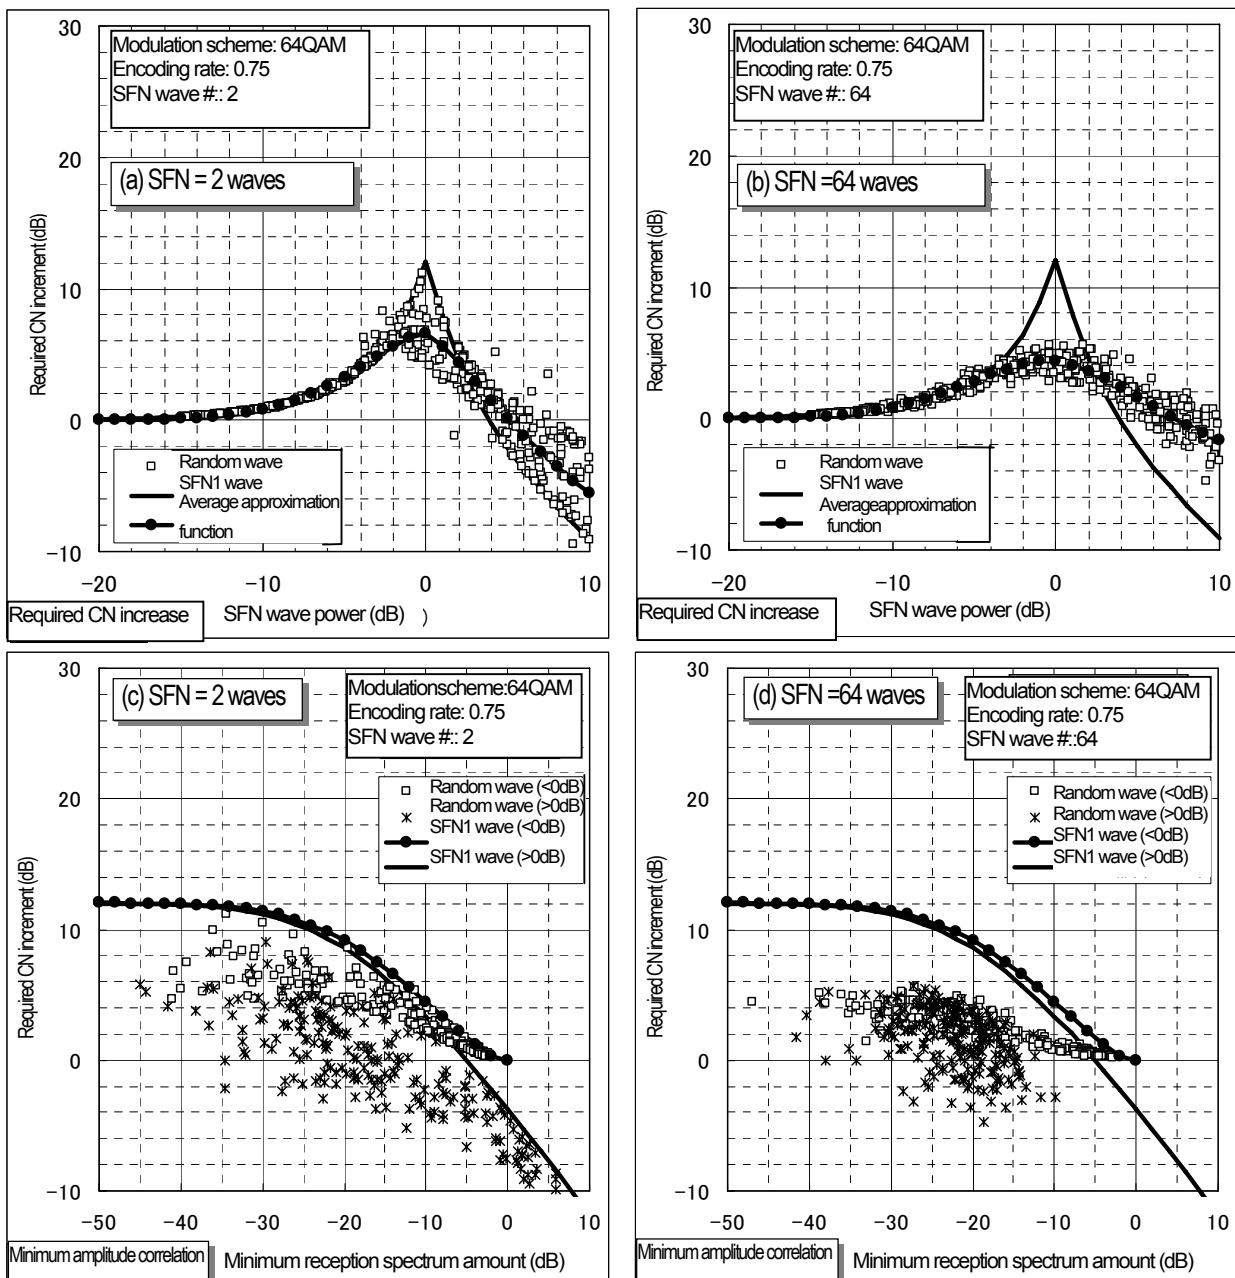 30
Modulation scheme: 64QAM
Encoding rate: 0.75
SFN wave #:: 2
20
(a) SFN = 2 waves
Required CN increment (dB)
10
0
Random wave
SFN1 wave
Average approximation
function
-10
-20
-10
0
10
Required CN increase
SFN wave power (dB)
)
30
Modulation scheme: 64QAM
Encoding rate: 0.75
SFN wave #:: 64
20
(b) SFN =64 waves
Required CN increment (dB)
10
0
Random wave
SFN1 wave
Averageapproximation
function
-10
-20
-10
0
10
Required CN increase
SFN wave power (dB)
30
(c) SFN = 2 waves
Modulationscheme:64QAM
Encoding rate: 0.75
SFN wave #:: 2
Random wave (<0dB)
Random wave (>0dB)
SFN1 wave (<0dB)
SFN1 wave (>0dB)
20
Required CN increment (dB)
10
0
-10
-50
-40
-30
-20
-10
0
10
Minimum amplitude correlation
Minimum reception spectrum amount (dB)
30
(d) SFN =64 waves
Modulation scheme: 64QAM
Encoding rate: 0.75
SFN wave #::64
Random wave (<0dB)
Random wave (>0dB)
SFN1 wave (<0dB)
SFN1 wave (>0dB)
20
Required CN increment (dB)
10
0
-10
-50
-40
-30
-20
-10
0
10
Minimum amplitude correlation
Minimum reception spectrum amount (dB)